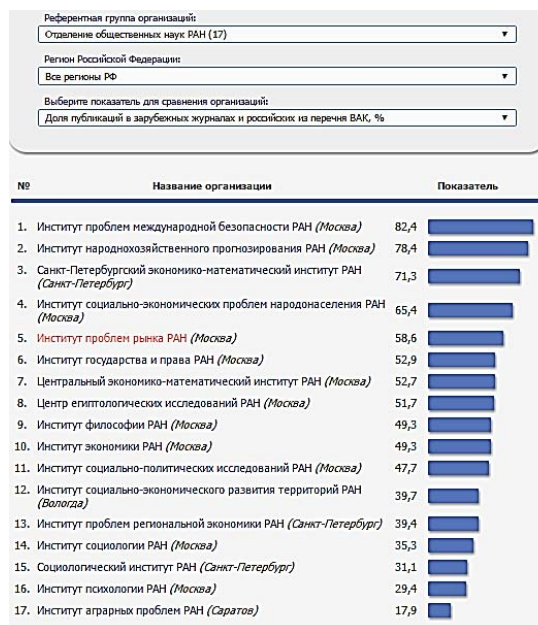 Референтная группа организаций:
Отделение общественных наук РАН (17)
Регион Российской Федерации:
Все регионы РФ
Выберите показатель для сравнения организаций:
Доля публикаций в зарубежных журналах и российских из перечня ВАК, %
№ Название организации Показатель
1. Институт проблем международной безопасности РАН (Москва) 82,4
2. Институт народнохозяйственного прогнозирования РАН (Москва) 78,4
3. Санкт-Петербургский экономико-математический институт РАН
(Санкт-Петербург) 71,3
4. Институт социально-экономических проблем народонаселения РАН
(Москва) 65,4
5. Институт проблем рынка РАН (Москва) 58,6
6. Институт государства и права РАН (Москва) 52,9
7. Центральный экономико-математический институт РАН (Москва) 52,7
8. Центр египтологических исследований РАН (Москва) 51,7
9. Институт философии РАН (Москва) 49,3
10. Институт экономики РАН (Москва) 49,3
11. Институт социально-политических исследований РАН (Москва) 47,7
12. Институт социально-экономического развития территорий РАН
(Вологда) 39,7
13. Институт проблем региональной экономики РАН (Санкт-Петербург) 39,4
14. Институт социологии РАН (Москва) 35,3
15. Социологический институт РАН (Санкт-Петербург) 31,1
16. Институт психологии РАН (Москва) 29,4
17. Институт аграрных проблем РАН (Саратов) 17,9